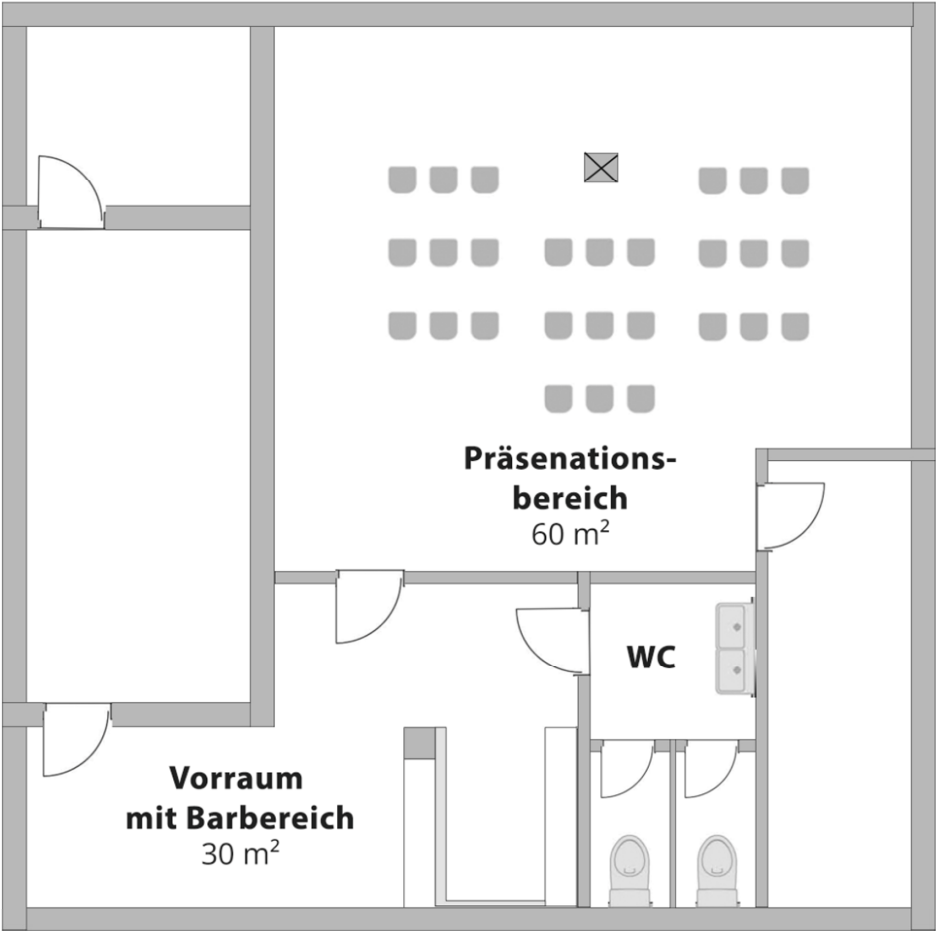 Präsenations-
bereich
60 m²
WC
Vorraum
mit Barbereich
30 m²